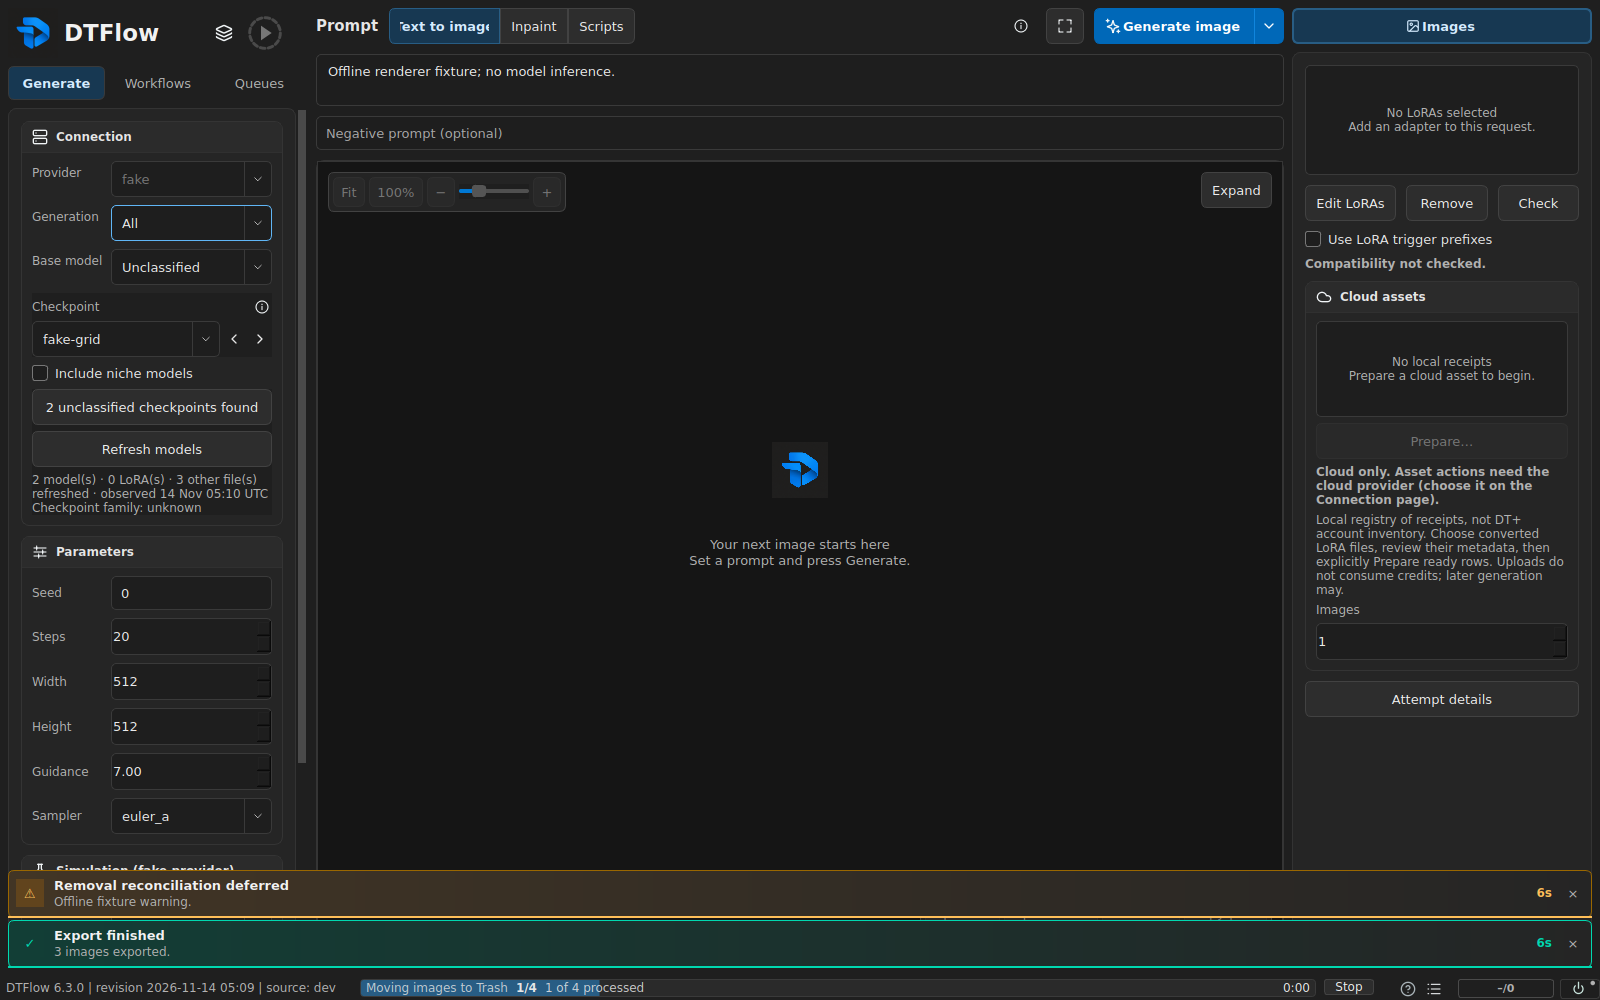 DTFlow
Generate
Workflows
Queues
Connection
Provider
fake
Generation
All
Base model
Unclassified
Checkpoint
fake-grid
Include niche models
2 unclassified checkpoints found
Refresh models
2 model(s) · 0 LoRA(s) · 3 other file(s)
refreshed · observed 14 Nov 05:10 UTC
Checkpoint family: unknown
Parameters
Seed
0
Steps
20
Width
512
Height
512
Guidance
7.00
Sampler
euler_a
Simulation (fake provider)
Prompt
Text to image
Inpaint
Scripts
Generate image
Offline renderer fixture; no model inference.
Negative prompt (optional)
Fit
100%
−
+
Expand
Your next image starts here
Set a prompt and press Generate.
Images
No LoRAs selected
Add an adapter to this request.
Edit LoRAs
Remove
Check
Use LoRA trigger prefixes
Compatibility not checked.
Cloud assets
No local receipts
Prepare a cloud asset to begin.
Prepare...
Cloud only. Asset actions need the
cloud provider (choose it on the
Connection page).
Local registry of receipts, not DT+
account inventory. Choose converted
LoRA files, review their metadata, then
explicitly Prepare ready rows. Uploads do
not consume credits; later generation
may.
Images
1
Attempt details
Removal reconciliation deferred
Offline fixture warning.
6s
Export finished
3 images exported.
6s
DTFlow 6.3.0 | revision 2026-11-14 05:09 | source: dev
Moving images to Trash 1/4 1 of 4 processed
0:00
Stop
–/0